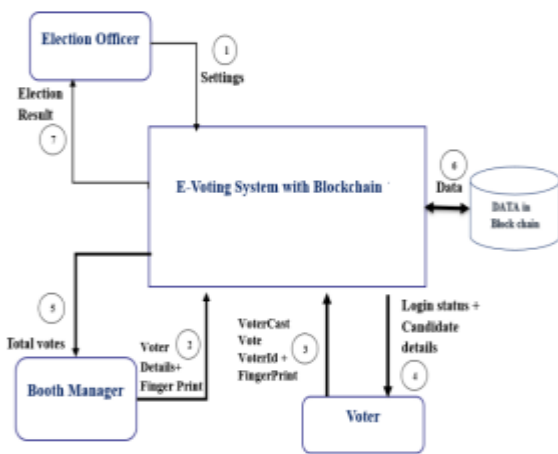 Election Officer
1
Settings
Election
Result
7
E-Voting System with Blockchain
6
Data
DATA in
Block chain
5
Total votes
Voter
Details+
Finger Print
2
VoterCast
Vote
VoterId +
FingerPrint
3
Login status +
Candidate
details
4
Booth Manager
Voter